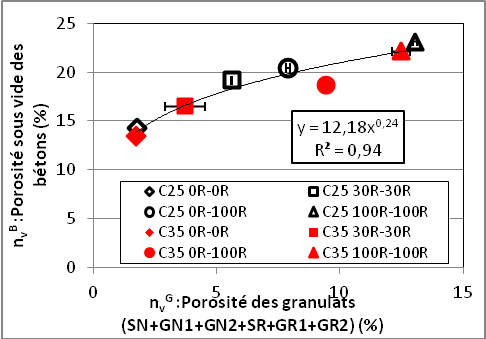 25
20
15
10
5
0
0
5
10
15
n_v^B :Porosité sous vide des
bétons (%)
y = 12,18x^0,24
R² = 0,94
C25 0R-0R
C25 30R-30R
C25 0R-100R
C25 100R-100R
C35 0R-0R
C35 30R-30R
C35 0R-100R
C35 100R-100R
n_v^G :Porosité des granulats
(SN+GN1+GN2+SR+GR1+GR2) (%)